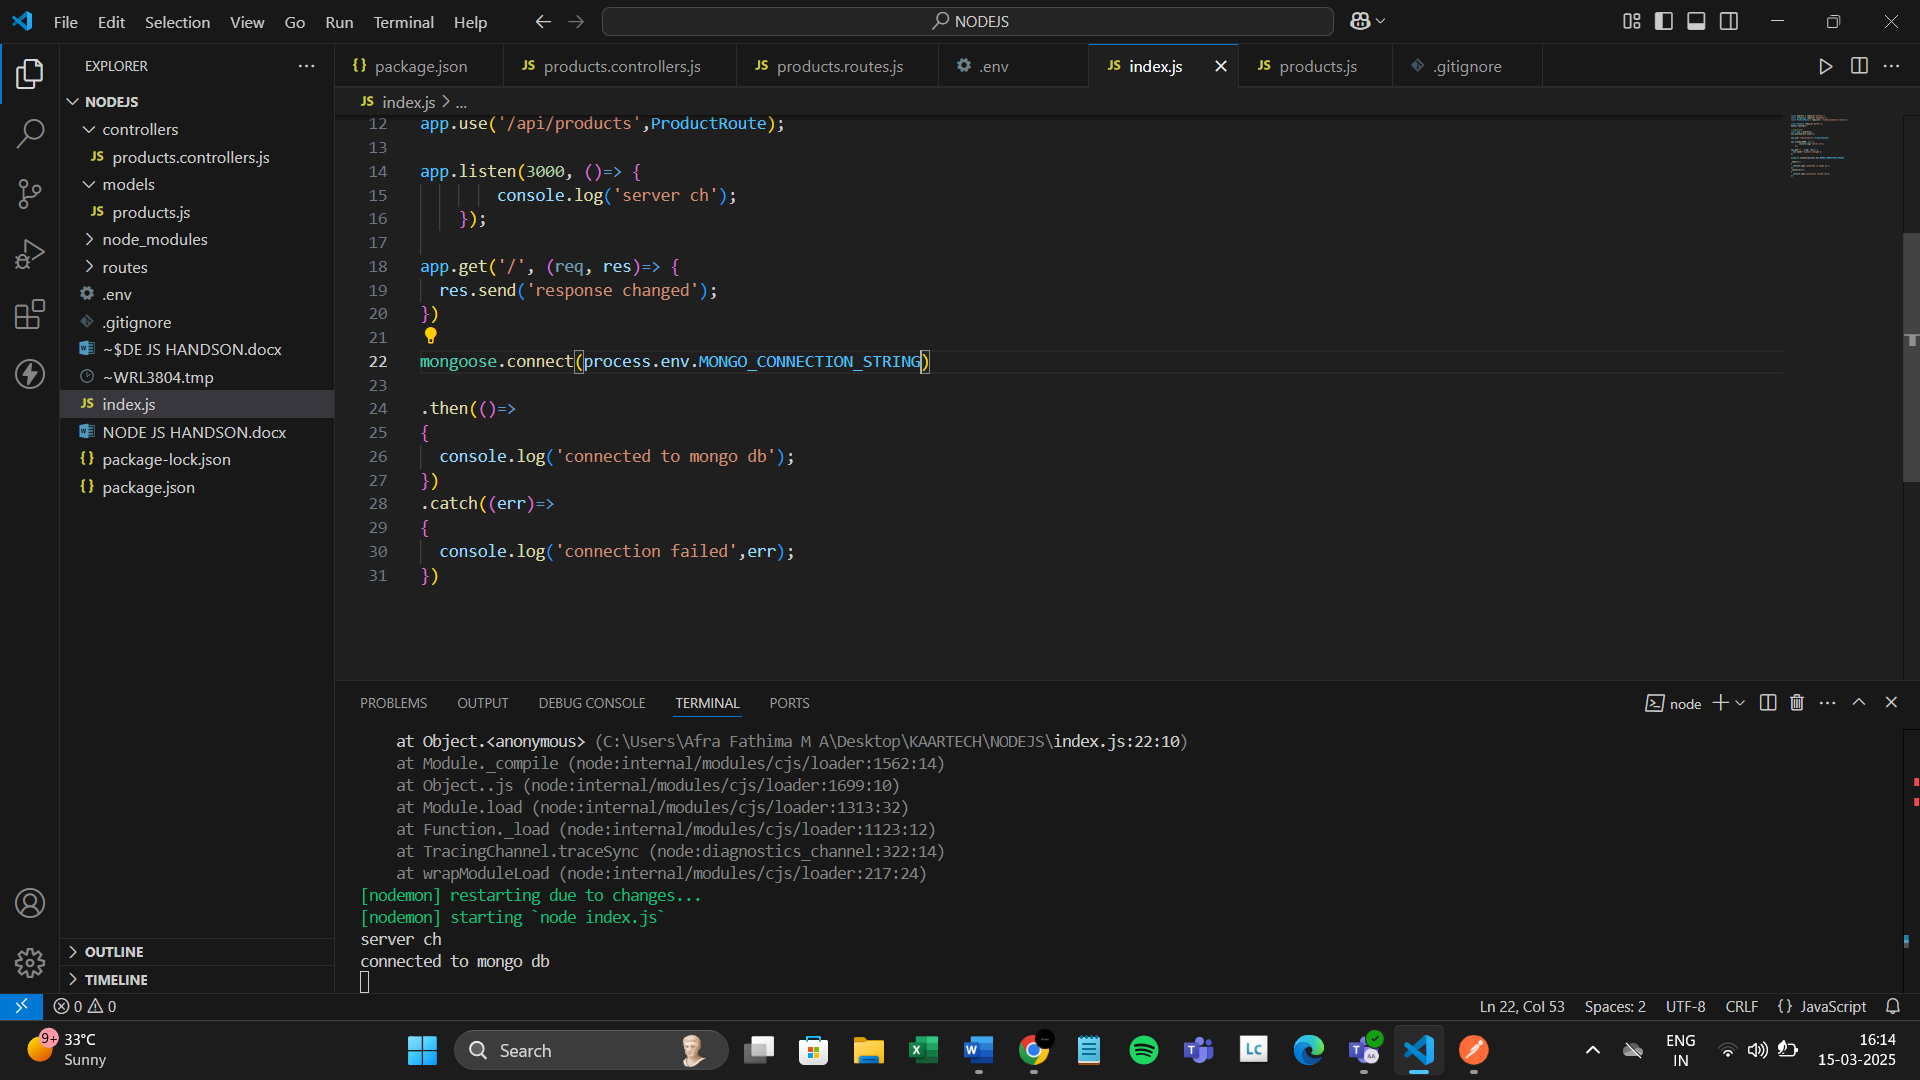 File Edit Selection View Go Run Terminal Help
NODEJS
EXPLORER
package.json
products.controllers.js
products.routes.js
.env
index.js
products.js
.gitignore
NODEJS
controllers
products.controllers.js
models
products.js
node_modules
routes
.env
.gitignore
~$DE JS HANDSON.docx
~WRL3804.tmp
index.js
NODE JS HANDSON.docx
package-lock.json
package.json
OUTLINE
TIMELINE
JS index.js > ...
12 app.use('/api/products',ProductRoute);
13
14 app.listen(3000, ()=> {
15 console.log('server ch');
16 });
17
18 app.get('/', (req, res)=> {
19 res.send('response changed');
20 })
21
22 mongoose.connect(process.env.MONGO_CONNECTION_STRING)
23
24 .then(()=>
25 {
26 console.log('connected to mongo db');
27 })
28 .catch((err)=>
29 {
30 console.log('connection failed',err);
31 })
PROBLEMS OUTPUT DEBUG CONSOLE TERMINAL PORTS
node
at Object.<anonymous> (C:\Users\Afra Fathima M A\Desktop\KAARTECH\NODEJS\index.js:22:10)
at Module._compile (node:internal/modules/cjs/loader:1562:14)
at Object..js (node:internal/modules/cjs/loader:1699:10)
at Module.load (node:internal/modules/cjs/loader:1313:32)
at Function._load (node:internal/modules/cjs/loader:1123:12)
at TracingChannel.traceSync (node:diagnostics_channel:322:14)
at wrapModuleLoad (node:internal/modules/cjs/loader:217:24)
[nodemon] restarting due to changes...
[nodemon] starting `node index.js`
server ch
connected to mongo db
0 0
Ln 22, Col 53 Spaces: 2 UTF-8 CRLF {} JavaScript
9+ 33°C
Sunny
Search
LC
ENG
IN
16:14
15-03-2025